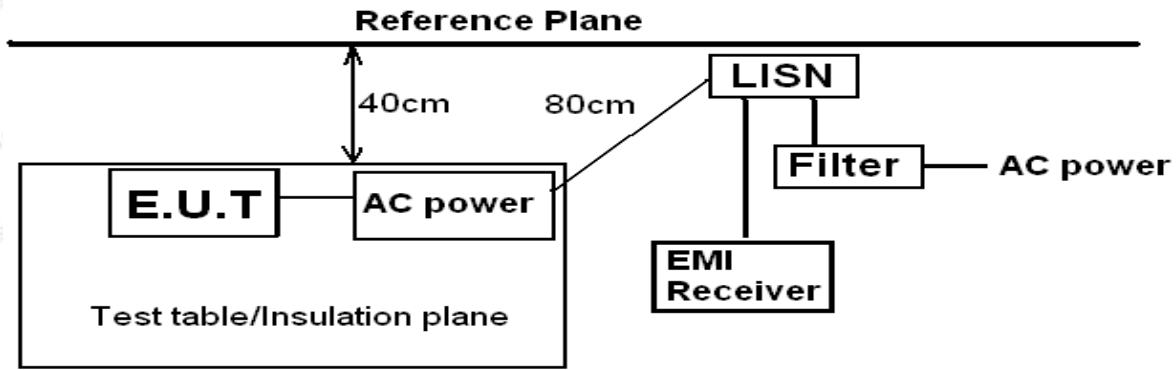 Reference Plane
LISN
40cm
80cm
Filter
AC power
E.U.T
AC power
EMI
Receiver
Test table/Insulation plane